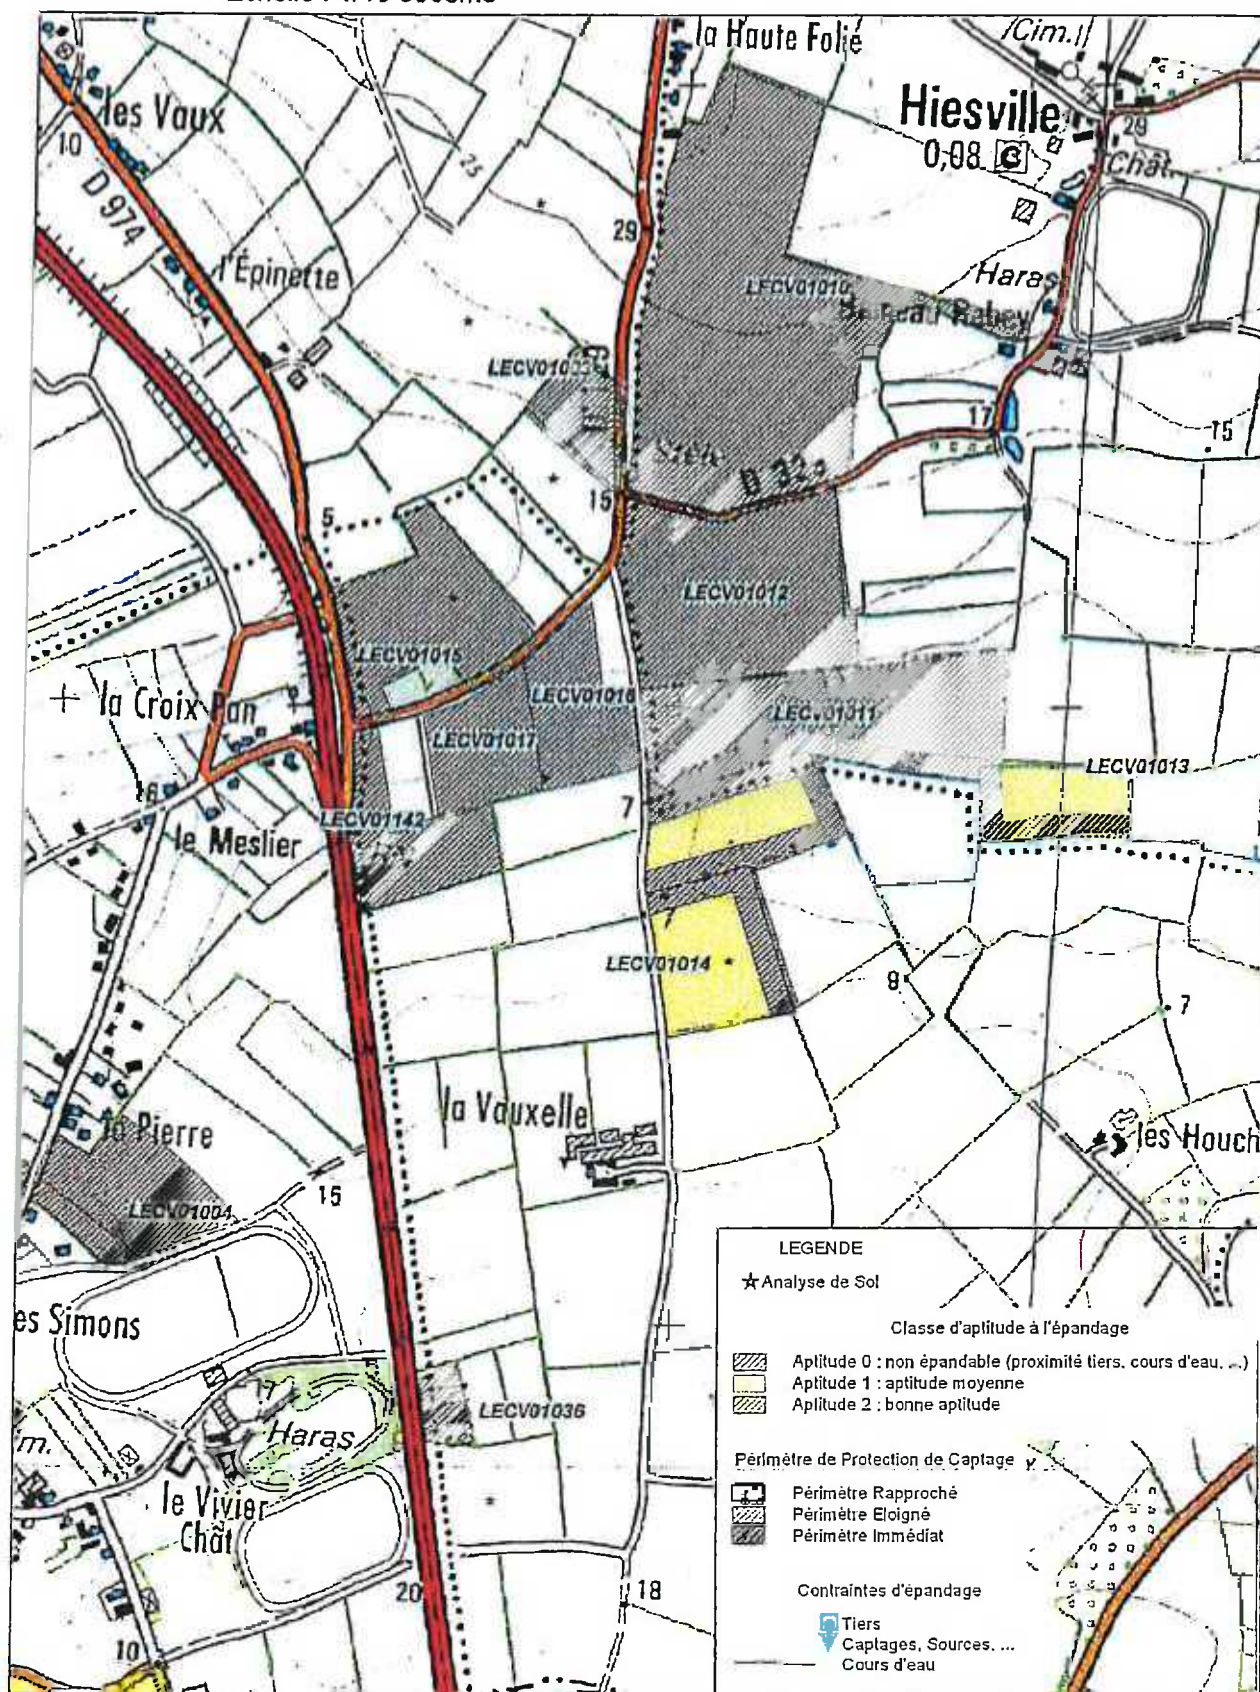 la Haute Folié
Cim.
Hiesville
0,08
29
Chât.
les Vaux
10
D 974
25
l'Épinette
29
Haras
LECV01010
17
15
D 329
15
5
LECV01012
LECV01015
LECV01016
LECV01017
LECV01013
la Croix Pan
16
LECV01142
7
le Meslier
LECV01014
8
7
la Vauxelle
les Houch
la Pierre
LECV01004
15
es Simons
LECV01036
Haras
m.
le Vivier
Chât
20
18
10
LEGENDE
Analyse de Sol
Classe d'aptitude à l'épandage
Aptitude 0 : non épandable (proximité tiers, cours d'eau, ...)
Aptitude 1 : aptitude moyenne
Aptitude 2 : bonne aptitude
Périmètre de Protection de Captage
Périmètre Rapproché
Périmètre Eloigné
Périmètre Immédiat
Contraintes d'épandage
Tiers
Captages, Sources, ...
Cours d'eau